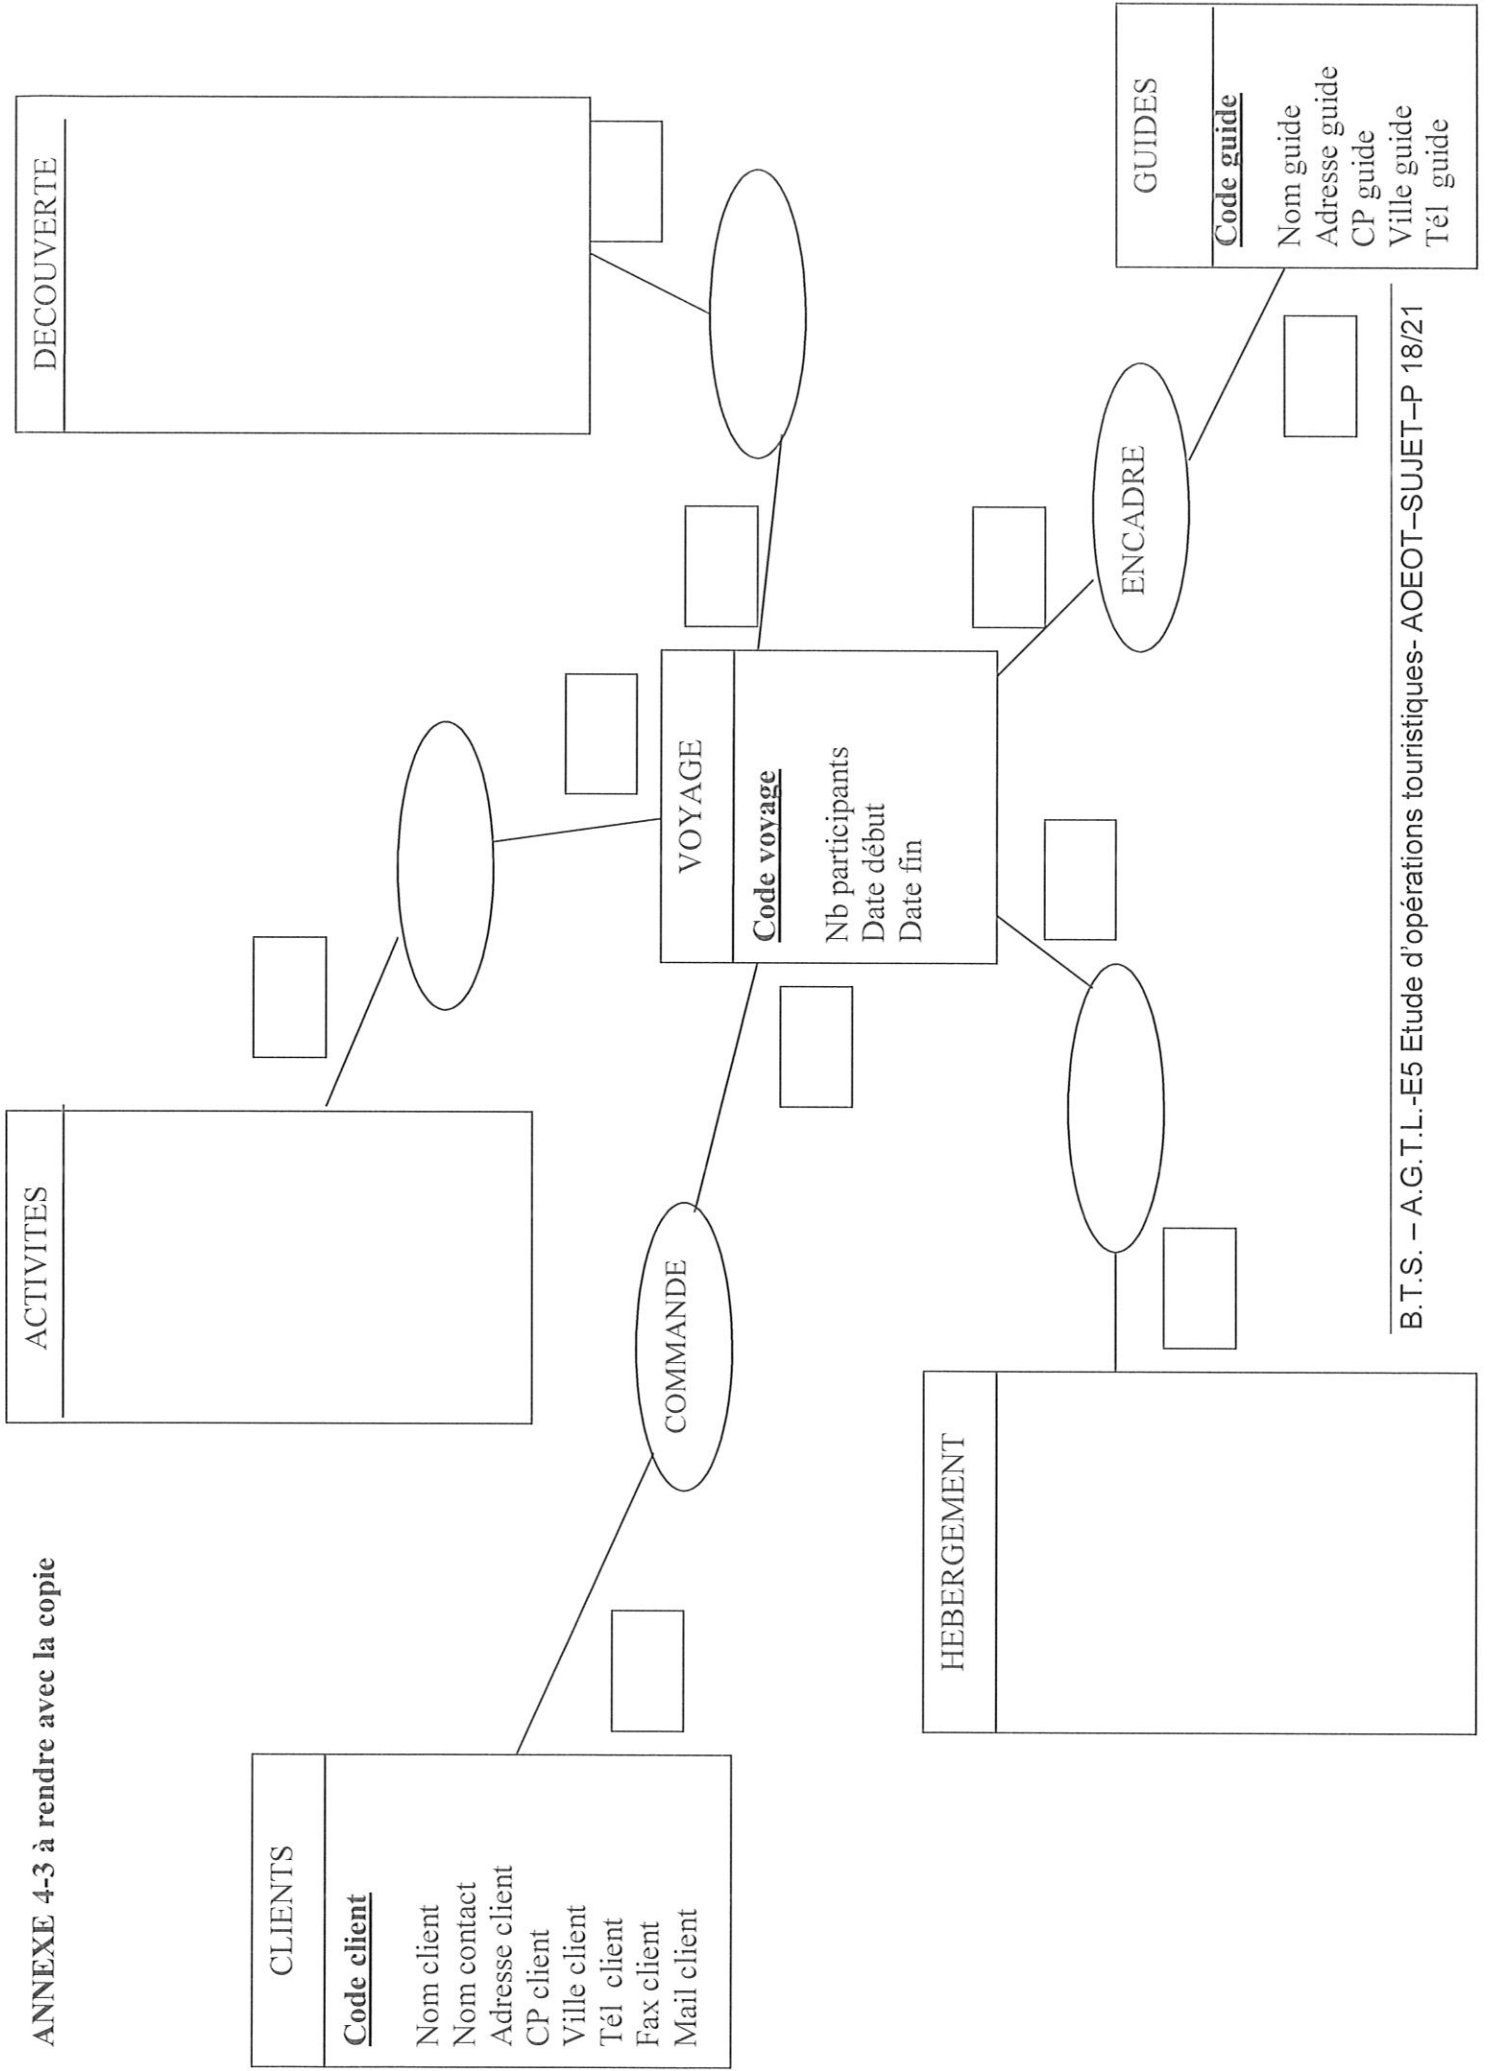 ANNEXE 4-3 à rendre avec la copie
ACTIVITES
DECOUVERTE
CLIENTS
Code client
Nom client
Nom contact
Adresse client
CP client
Ville client
Tél client
Fax client
Mail client
COMMANDE
VOYAGE
Code voyage
Nb participants
Date début
Date fin
HEBERGEMENT
ENCADRE
GUIDES
Code guide
Nom guide
Adresse guide
CP guide
Ville guide
Tél guide
B.T.S. – A.G.T.L.-E5 Etude d'opérations touristiques- AOEOT–SUJET–P 18/21